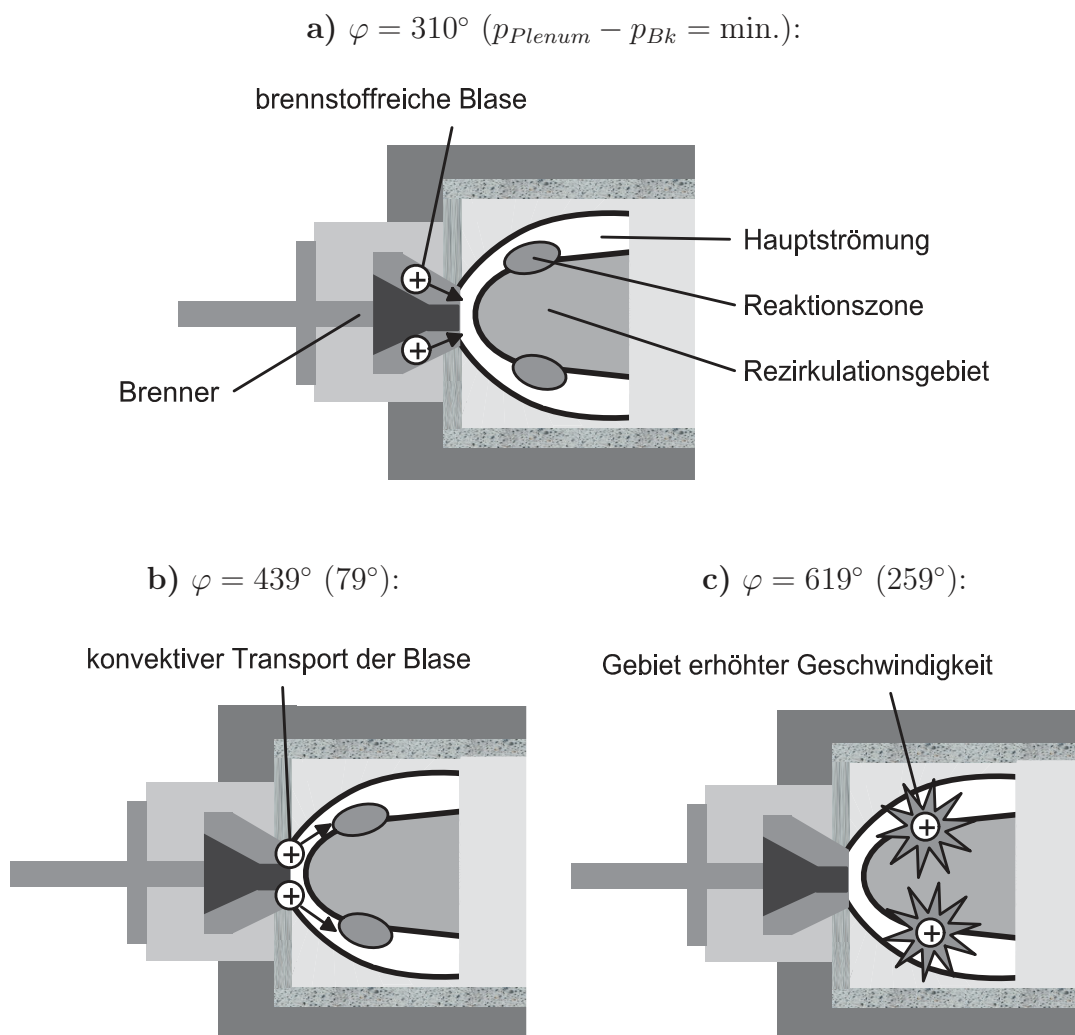 a) φ = 310° (p_Plenum − p_Bk = min.):
brennstoffreiche Blase
Hauptströmung
Reaktionszone
Rezirkulationsgebiet
Brenner
b) φ = 439° (79°):
c) φ = 619° (259°):
konvektiver Transport der Blase
Gebiet erhöhter Geschwindigkeit
+
+
+
+
+
+